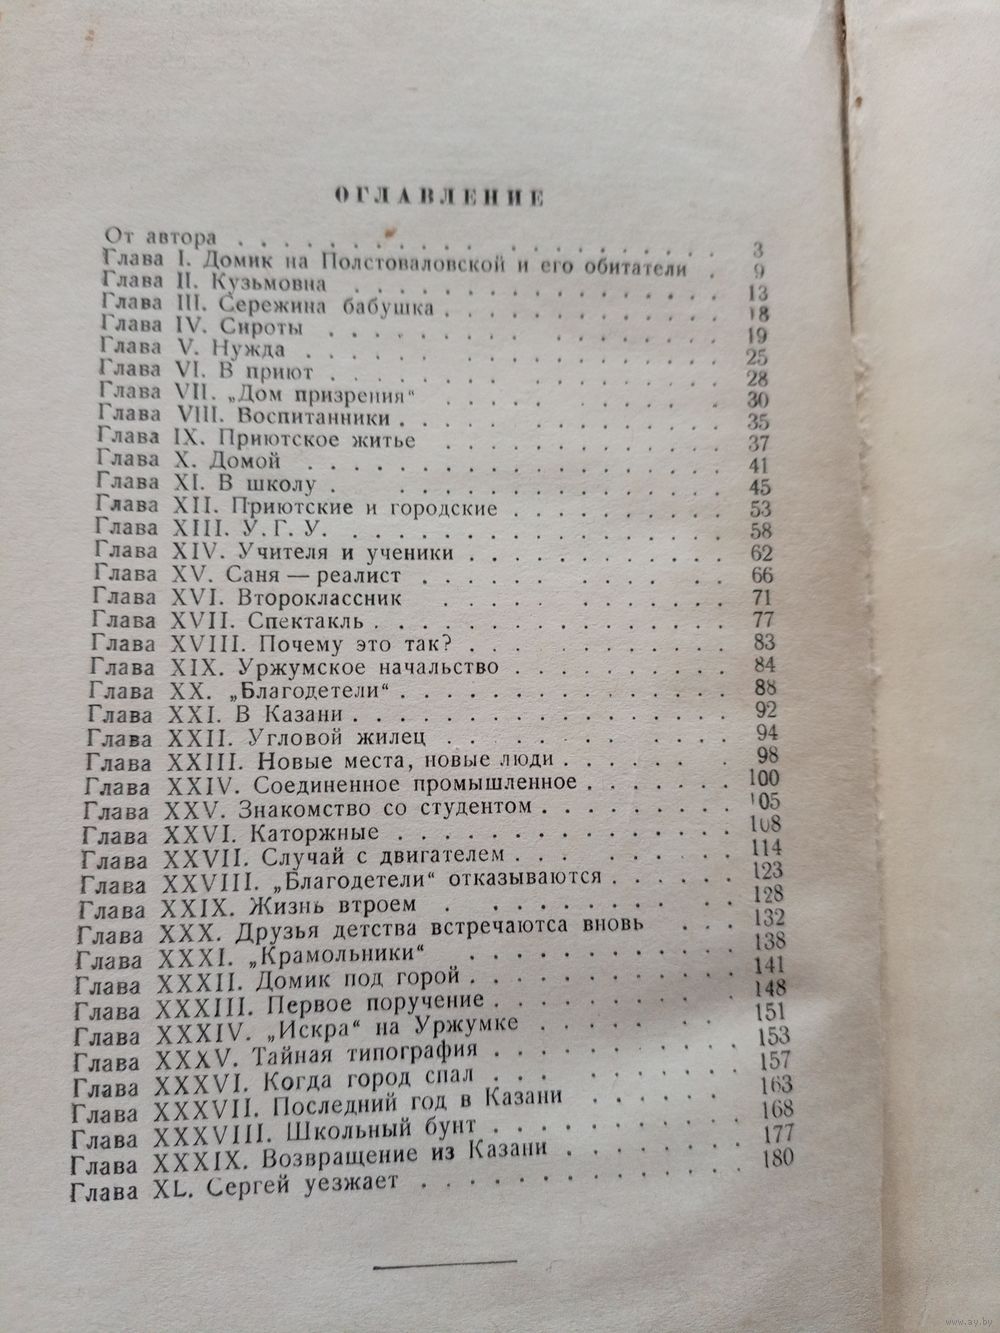 ОГЛАВЛЕНИЕ
От автора . . . . . . . . . . . . . . . . 3
Глава I. Домик на Полстоваловской и его обитатели . 9
Глава II. Кузьмовна . . . . . . . . . . . . . . . 13
Глава III. Сережина бабушка . . . . . . . . . . . . 18
Глава IV. Сироты . . . . . . . . . . . . . . . . 19
Глава V. Нужда . . . . . . . . . . . . . . . . 25
Глава VI. В приют . . . . . . . . . . . . . . . 28
Глава VII. „Дом призрения“ . . . . . . . . . . . 30
Глава VIII. Воспитанники . . . . . . . . . . . . . 35
Глава IX. Приютское житье . . . . . . . . . . . . 37
Глава X. Домой . . . . . . . . . . . . . . . . 41
Глава XI. В школу . . . . . . . . . . . . . . . 45
Глава XII. Приютские и городские . . . . . . . . . . 53
Глава XIII. У. Г. У. . . . . . . . . . . . . . . . 58
Глава XIV. Учителя и ученики . . . . . . . . . . . 62
Глава XV. Саня — реалист . . . . . . . . . . . . 66
Глава XVI. Второклассник . . . . . . . . . . . . 71
Глава XVII. Спектакль . . . . . . . . . . . . . . 77
Глава XVIII. Почему это так? . . . . . . . . . . . 83
Глава XIX. Уржумское начальство . . . . . . . . . 84
Глава XX. „Благодетели“ . . . . . . . . . . . . . 88
Глава XXI. В Казани . . . . . . . . . . . . . . . 92
Глава XXII. Угловой жилец . . . . . . . . . . . 94
Глава XXIII. Новые места, новые люди . . . . . . . 98
Глава XXIV. Соединенное промышленное . . . . . . . 100
Глава XXV. Знакомство со студентом . . . . . . . . 105
Глава XXVI. Каторжные . . . . . . . . . . . . . 108
Глава XXVII. Случай с двигателем . . . . . . . . . 114
Глава XXVIII. „Благодетели“ отказываются . . . . . . 123
Глава XXIX. Жизнь втроем . . . . . . . . . . . 128
Глава XXX. Друзья детства встречаются вновь . . . 132
Глава XXXI. „Крамольники“ . . . . . . . . . . . 138
Глава XXXII. Домик под горой . . . . . . . . . . . 141
Глава XXXIII. Первое поручение . . . . . . . . . . 148
Глава XXXIV. „Искра“ на Уржумке . . . . . . . . . 151
Глава XXXV. Тайная типография . . . . . . . . . . 153
Глава XXXVI. Когда город спал . . . . . . . . . . 157
Глава XXXVII. Последний год в Казани . . . . . . 163
Глава XXXVIII. Школьный бунт . . . . . . . . . . 168
Глава XXXIX. Возвращение из Казани . . . . . . . 177
Глава XL. Сергей уезжает . . . . . . . . . . . . . 180
www.ay.by